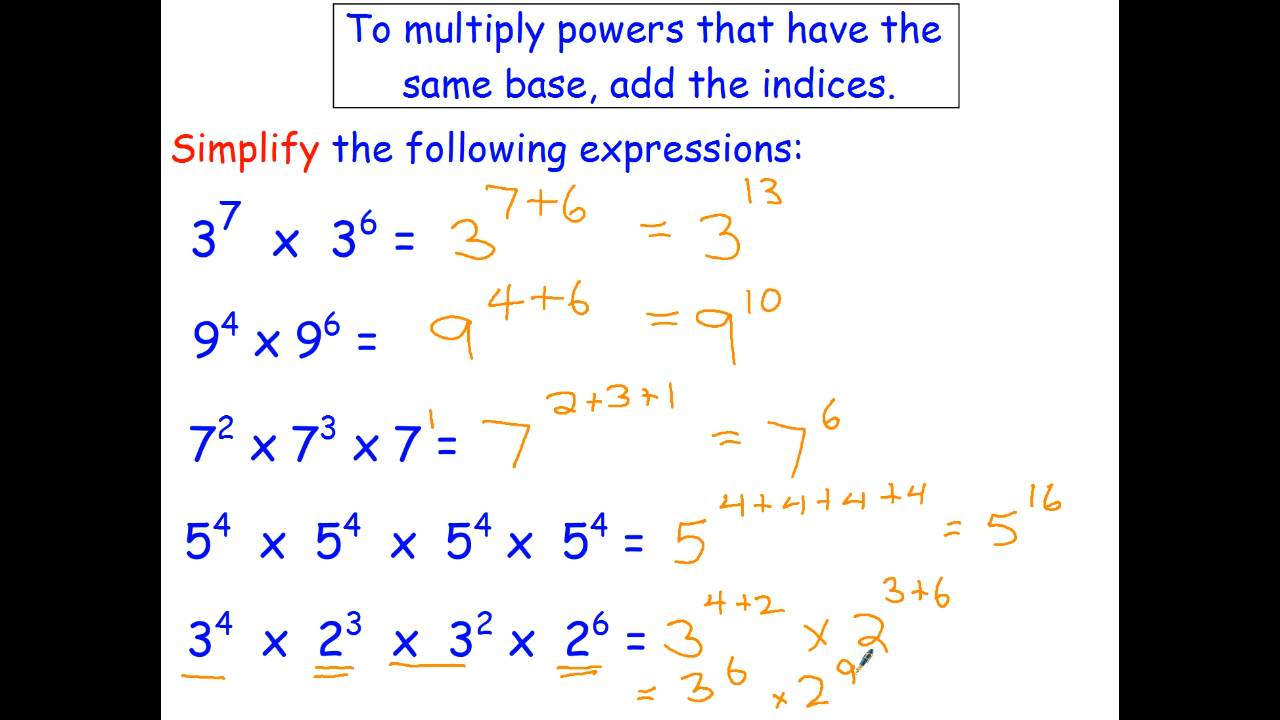 To multiply powers that have the
same base, add the indices.
Simplify the following expressions:
3⁷ x 3⁶ = 3⁷⁺⁶ = 3¹³
9⁴ x 9⁶ = 9⁴⁺⁶ = 9¹⁰
7² x 7³ x 7¹ = 7²⁺³⁺¹ = 7⁶
5⁴ x 5⁴ x 5⁴ x 5⁴ = 5⁴⁺⁴⁺⁴⁺⁴ = 5¹⁶
3⁴ x 2³ x 3² x 2⁶ = 3⁴⁺² x 2³⁺⁶
= 3⁶ x 2⁹